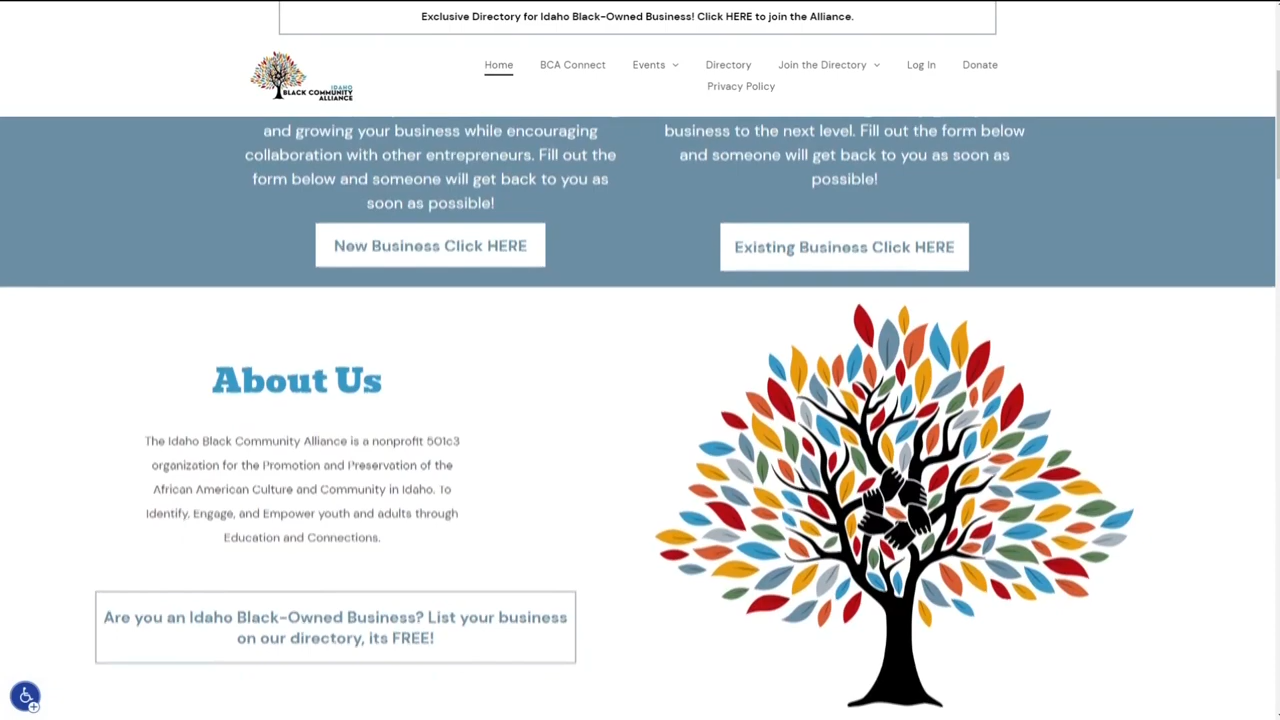 Exclusive Directory for Idaho Black-Owned Business! Click HERE to join the Alliance.
IDAHO
BLACK COMMUNITY
ALLIANCE
Home
BCA Connect
Events
Directory
Join the Directory
Log In
Donate
Privacy Policy
and growing your business while encouraging
collaboration with other entrepreneurs. Fill out the
form below and someone will get back to you as
soon as possible!
New Business Click HERE
business to the next level. Fill out the form below
and someone will get back to you as soon as
possible!
Existing Business Click HERE
About Us
The Idaho Black Community Alliance is a nonprofit 501c3
organization for the Promotion and Preservation of the
African American Culture and Community in Idaho. To
Identify, Engage, and Empower youth and adults through
Education and Connections.
Are you an Idaho Black-Owned Business? List your business
on our directory, its FREE!